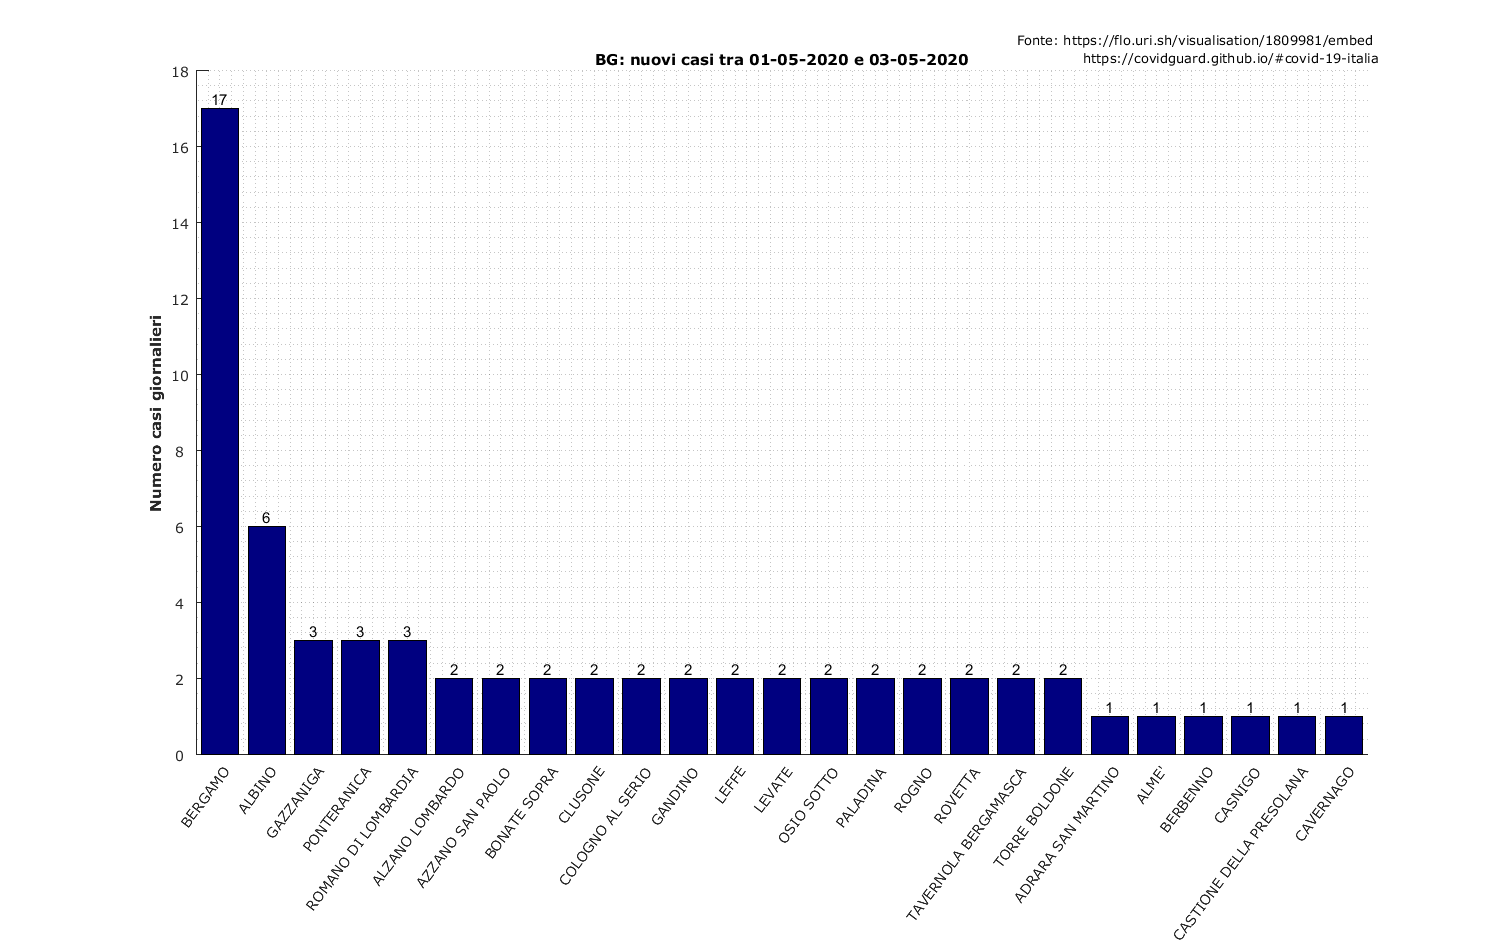 Fonte: https://flo.uri.sh/visualisation/1809981/embed
https://covidguard.github.io/#covid-19-italia
BG: nuovi casi tra 01-05-2020 e 03-05-2020
Numero casi giornalieri
18
16
14
12
10
8
6
4
2
0
17
6
3
3
3
2
2
2
2
2
2
2
2
2
2
2
2
2
2
1
1
1
1
1
1
BERGAMO
ALBINO
GAZZANIGA
PONTERANICA
ROMANO DI LOMBARDIA
ALZANO LOMBARDO
AZZANO SAN PAOLO
BONATE SOPRA
CLUSONE
COLOGNO AL SERIO
GANDINO
LEFFE
LEVATE
OSIO SOTTO
PALADINA
ROGNO
ROVETTA
TAVERNOLA BERGAMASCA
TORRE BOLDONE
ADRARA SAN MARTINO
ALME'
BERBENNO
CASNIGO
CASTIONE DELLA PRESOLANA
CAVERNAGO